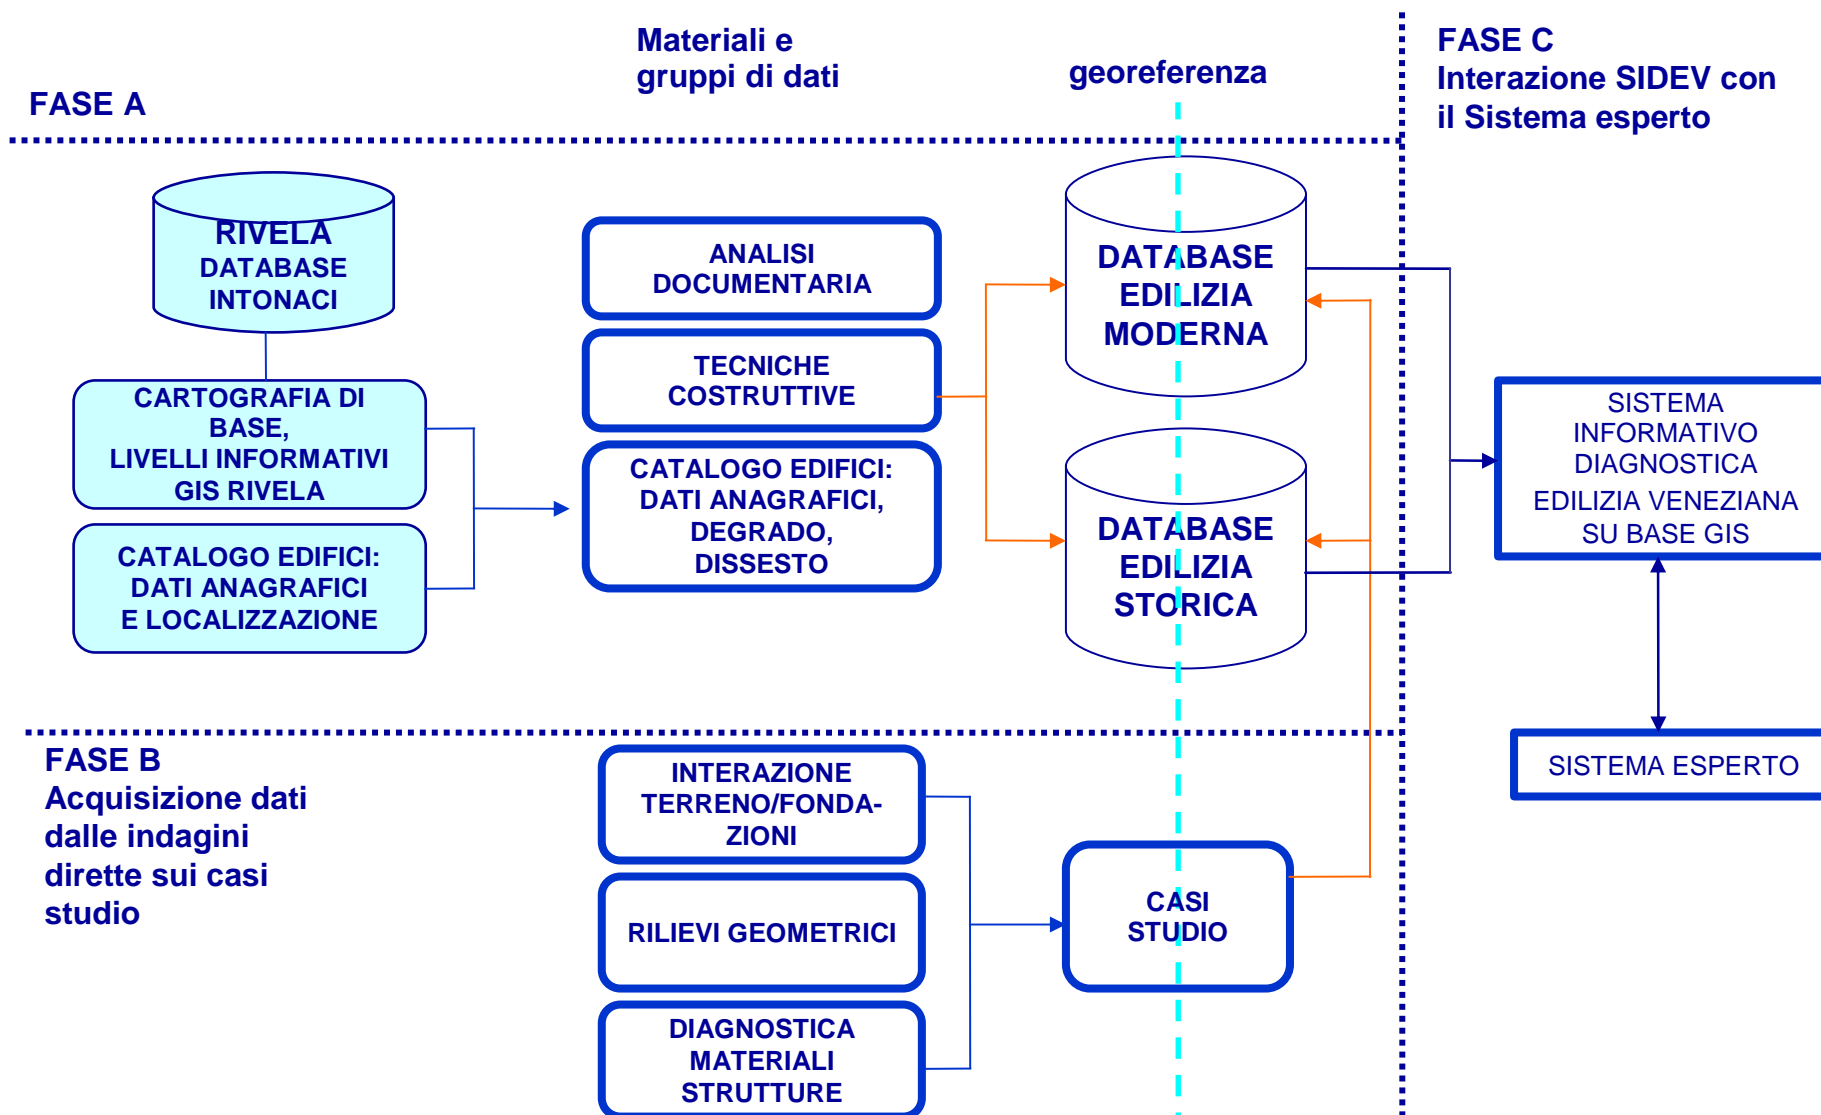 FASE A
Materiali e
gruppi di dati
georeferenza
FASE C
Interazione SIDEV con
il Sistema esperto
RIVELA
DATABASE
INTONACI
CARTOGRAFIA DI
BASE,
LIVELLI INFORMATIVI
GIS RIVELA
CATALOGO EDIFICI:
DATI ANAGRAFICI
E LOCALIZZAZIONE
ANALISI
DOCUMENTARIA
TECNICHE
COSTRUTTIVE
CATALOGO EDIFICI:
DATI ANAGRAFICI,
DEGRADO,
DISSESTO
DATABASE
EDILIZIA
MODERNA
DATABASE
EDILIZIA
STORICA
SISTEMA
INFORMATIVO
DIAGNOSTICA
EDILIZIA VENEZIANA
SU BASE GIS
SISTEMA ESPERTO
FASE B
Acquisizione dati
dalle indagini
dirette sui casi
studio
INTERAZIONE
TERRENO/FONDA-
ZIONI
RILIEVI GEOMETRICI
DIAGNOSTICA
MATERIALI
STRUTTURE
CASI
STUDIO